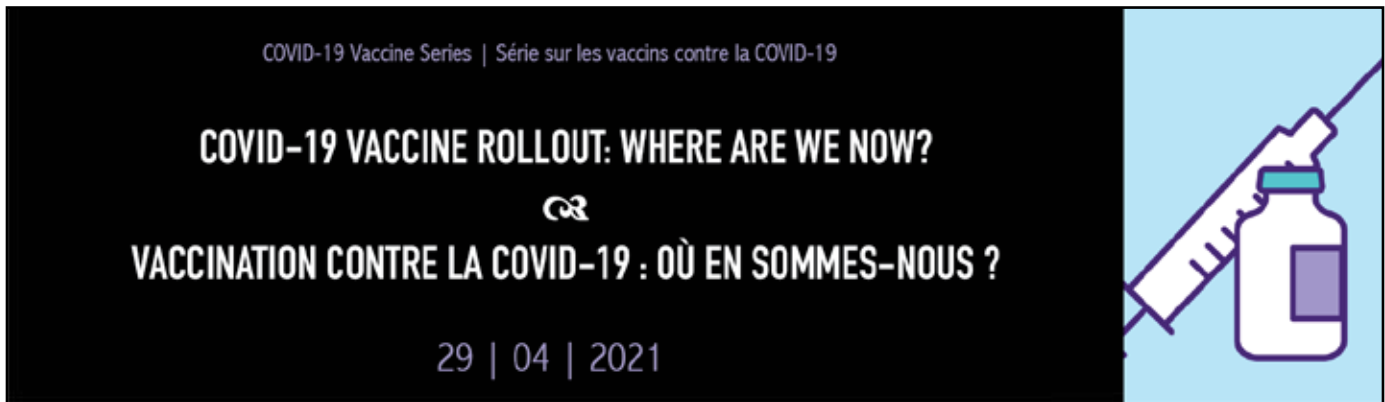 COVID-19 Vaccine Series | Série sur les vaccins contre la COVID-19
COVID-19 VACCINE ROLLOUT: WHERE ARE WE NOW?
VACCINATION CONTRE LA COVID-19 : OÙ EN SOMMES-NOUS ?
29 | 04 | 2021